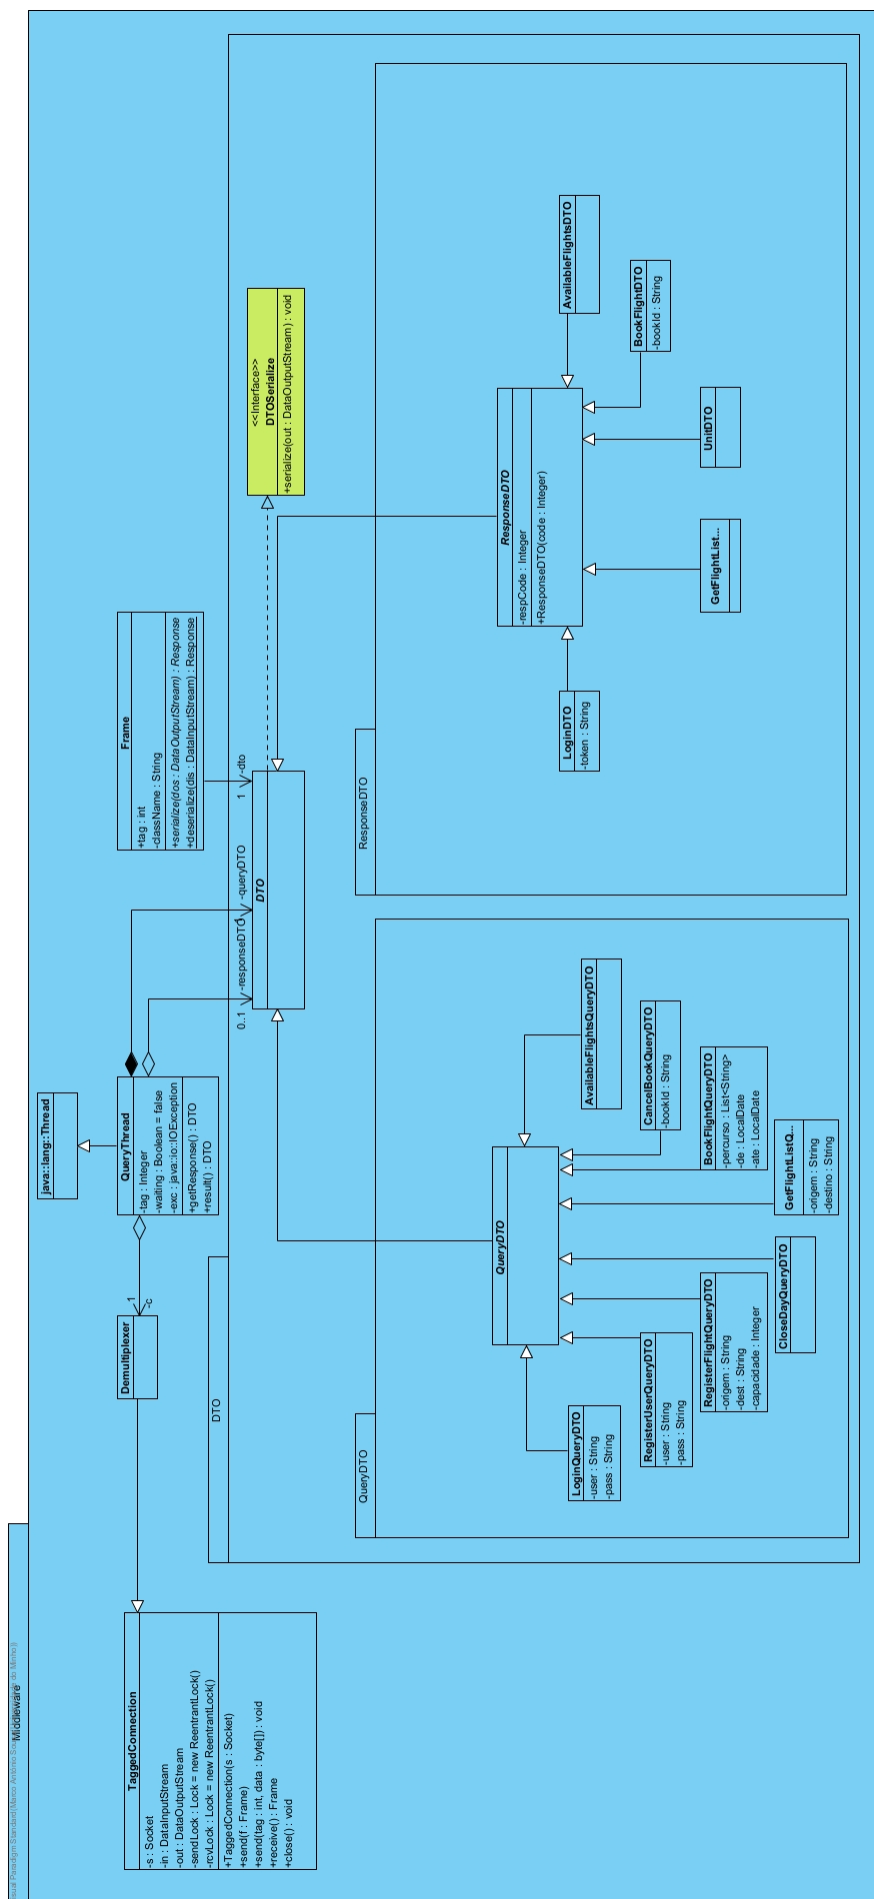 Middleware
TaggedConnection
-s : Socket
-in : DataInputStream
-out : DataOutputStream
-sendLock : Lock = new ReentrantLock()
-rcvLock : Lock = new ReentrantLock()
+TaggedConnection(s : Socket)
+send(f : Frame)
+send(tag : int, data : byte[]) : void
+receive() : Frame
+close() : void
Demultiplexer
1
-c
java::lang::Thread
QueryThread
-tag : Integer
-waiting : Boolean = false
-exc : java::io::IOException
+getResponse() : DTO
+result() : DTO
Frame
+tag : int
-className : String
+serialize(dos : DataOutputStream) : Response
+deserialize(dis : DataInputStream) : Response
DTO
0..1
-responseDTO
-queryDTO
1
-dto
DTO
<<Interface>>
DTOSerialize
+serialize(out : DataOutputStream) : void
QueryDTO
QueryDTO
LoginQueryDTO
-user : String
-pass : String
RegisterUserQueryDTO
-user : String
-pass : String
RegisterFlightQueryDTO
-origem : String
-dest : String
-capacidade : Integer
CloseDayQueryDTO
GetFlightListQ...
-origem : String
-destino : String
BookFlightQueryDTO
-percurso : List<String>
-de : LocalDate
-ate : LocalDate
CancelBookQueryDTO
-bookId : String
AvailableFlightsQueryDTO
ResponseDTO
ResponseDTO
-respCode : Integer
+ResponseDTO(code : Integer)
LoginDTO
-token : String
GetFlightList...
UnitDTO
BookFlightDTO
-bookId : String
AvailableFlightsDTO